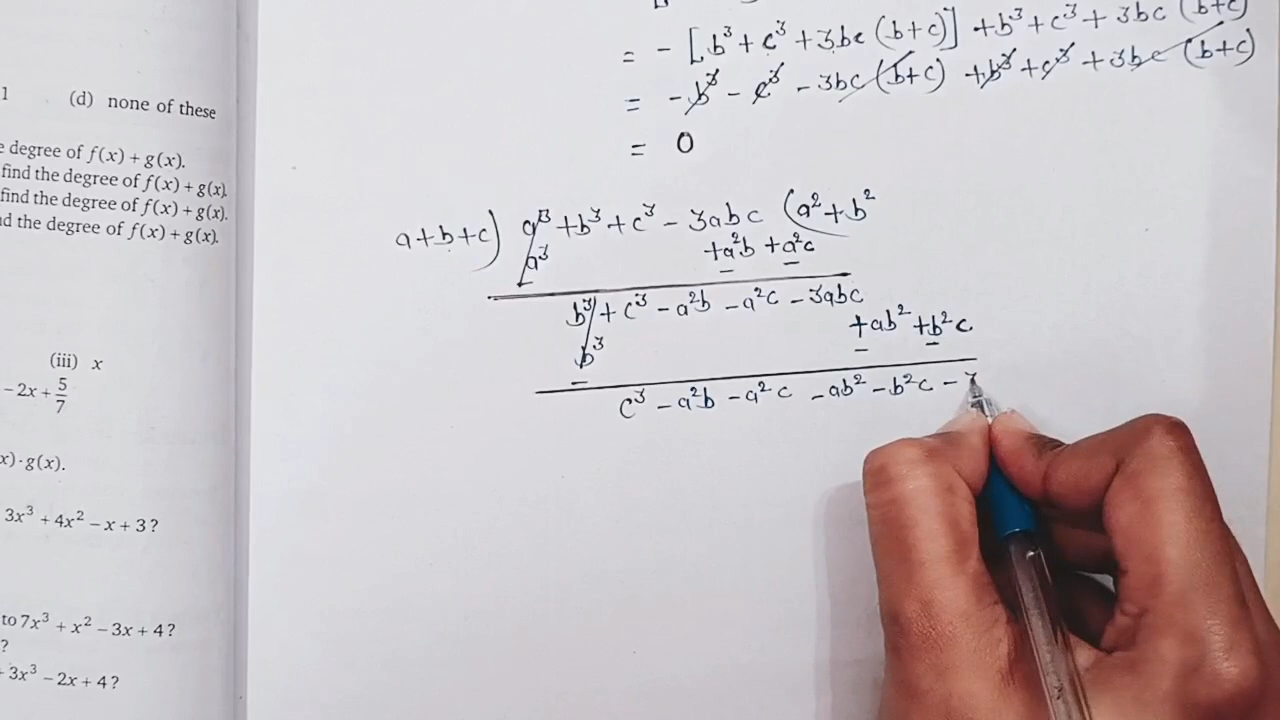 1 (d) none of these
degree of f(x) + g(x).
find the degree of f(x) + g(x).
find the degree of f(x) + g(x).
the degree of f(x) + g(x).
(iii) x
-2x + 5/7
x) · g(x).
3x³ + 4x² - x + 3?
to 7x³ + x² - 3x + 4?
?
3x³ - 2x + 4?
= - [b³ + c³ + 3bc (b+c)] + b³ + c³ + 3bc (b+c)
= - b³ - c³ - 3bc (b+c) + b³ + c³ + 3bc (b+c)
= 0
a+b+c) a³ + b³ + c³ - 3abc (a² + b²
a³ + a²b + a²c
- - -
b³ + c³ - a²b - a²c - 3abc
b³ + ab² + b²c
- - -
c³ - a²b - a²c - ab² - b²c - 3